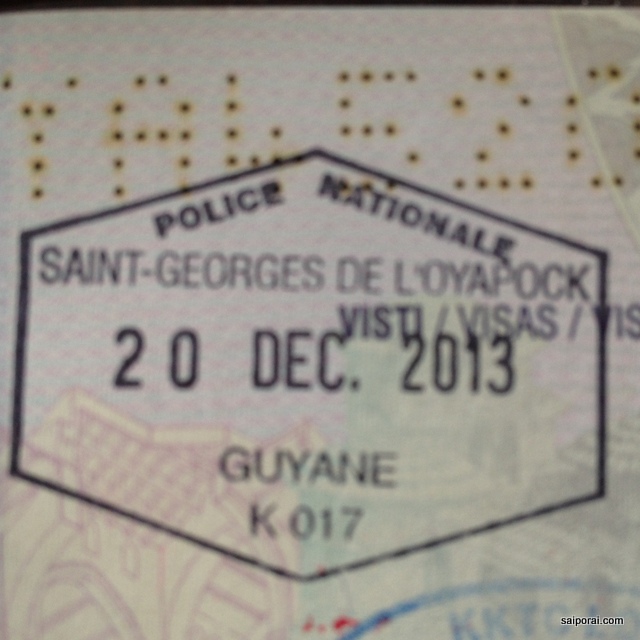 POLICE NATIONALE
SAINT-GEORGES DE L'OYAPOCK
VISTI / VISAS / VIS
20 DEC. 2013
GUYANE
K 017
saiporai.com